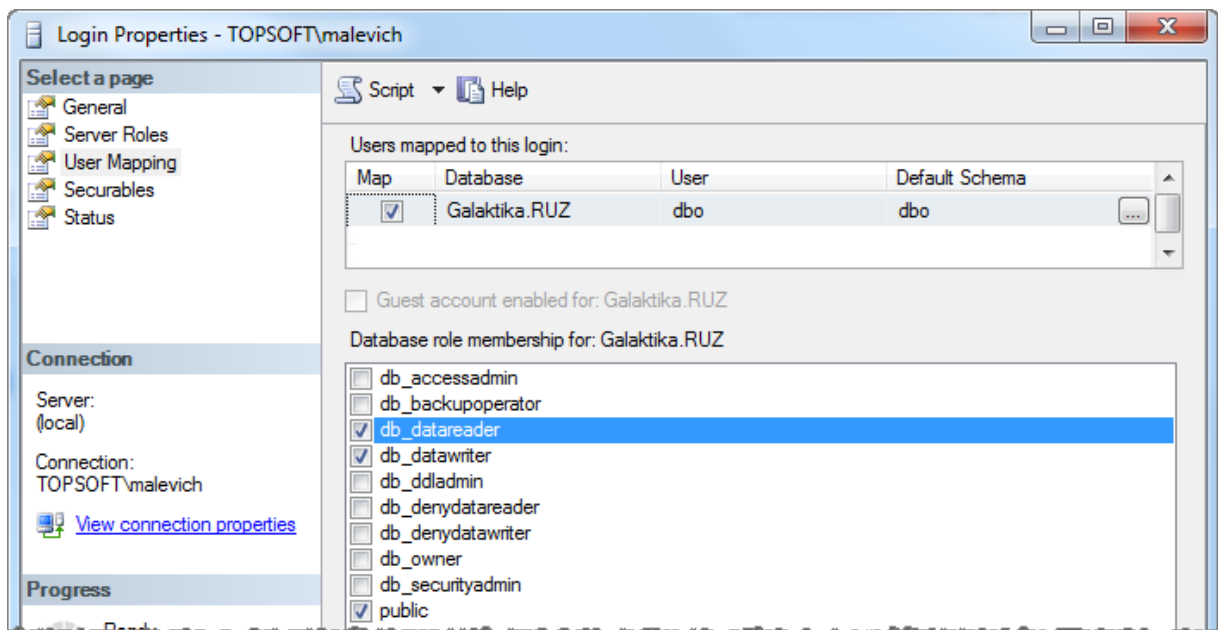 Login Properties - TOPSOFT\malevich
Select a page
General
Server Roles
User Mapping
Securables
Status
Script
Help
Users mapped to this login:
Map Database User Default Schema
Galaktika.RUZ dbo dbo ...
Guest account enabled for: Galaktika.RUZ
Database role membership for: Galaktika.RUZ
db_accessadmin
db_backupoperator
db_datareader
db_datawriter
db_ddladmin
db_denydatareader
db_denydatawriter
db_owner
db_securityadmin
public
Connection
Server:
(local)
Connection:
TOPSOFT\malevich
View connection properties
Progress